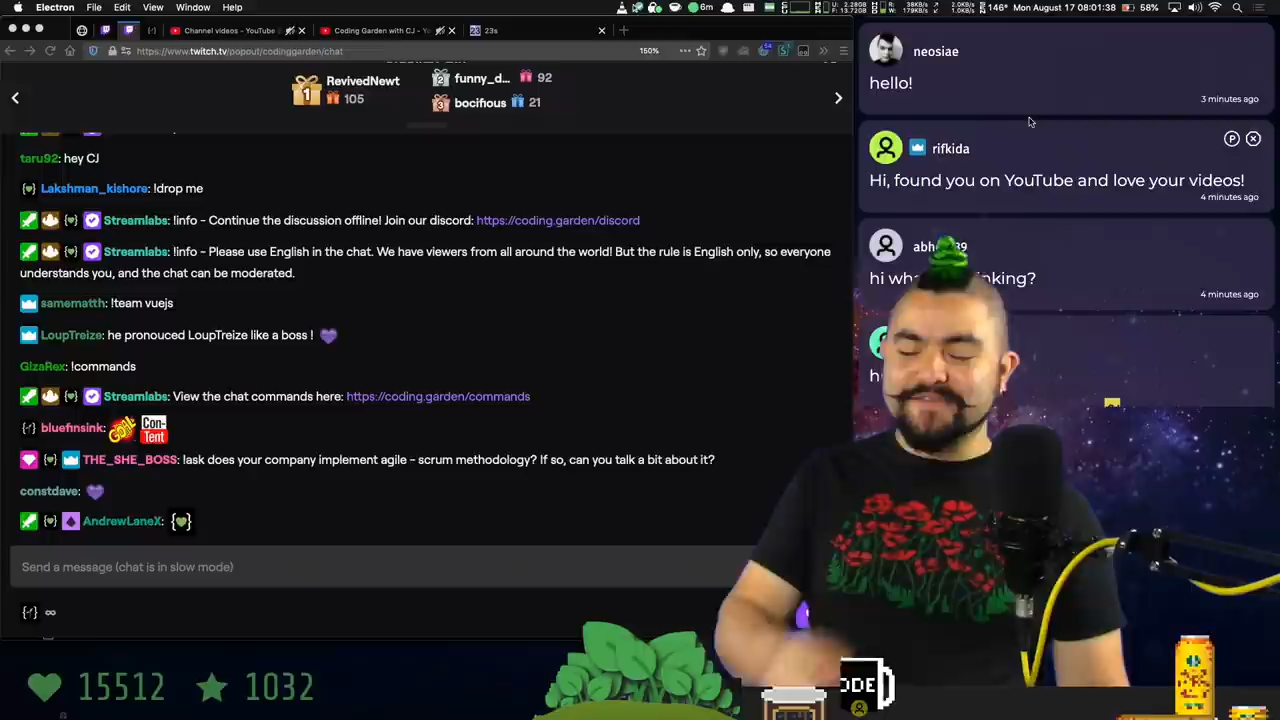 Electron File Edit View Window Help
6m
146° Mon August 17 08:01:38 58%
Channel videos - YouTube
Coding Garden with CJ - Yo
23s
https://www.twitch.tv/popout/codinggarden/chat
150%
RevivedNewt
105
funny_d... 92
bocifious 21
taru92: hey CJ
Lakshman_kishore: !drop me
Streamlabs: !info - Continue the discussion offline! Join our discord: https://coding.garden/discord
Streamlabs: !info - Please use English in the chat. We have viewers from all around the world! But the rule is English only, so everyone
understands you, and the chat can be moderated.
samematth: !team vuejs
LoupTreize: he pronouced LoupTreize like a boss !
GizaRex: !commands
Streamlabs: View the chat commands here: https://coding.garden/commands
bluefinsink: GOT! Con-Tent
THE_SHE_BOSS: !ask does your company implement agile - scrum methodology? If so, can you talk a bit about it?
constdave:
AndrewLaneX:
Send a message (chat is in slow mode)
∞
15512 1032
neosiae
hello!
3 minutes ago
rifkida
Hi, found you on YouTube and love your videos!
4 minutes ago
hi
4 minutes ago
ODE